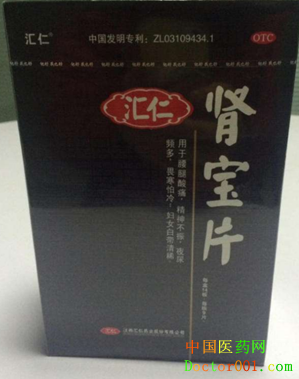 汇仁®
中国发明专利：ZL03109434.1
OTC
汇仁
肾宝片
用于腰腿酸痛，精神不振，夜尿
频多，畏寒怕冷；妇女白带清稀。
中国医药网
Doctor001.com